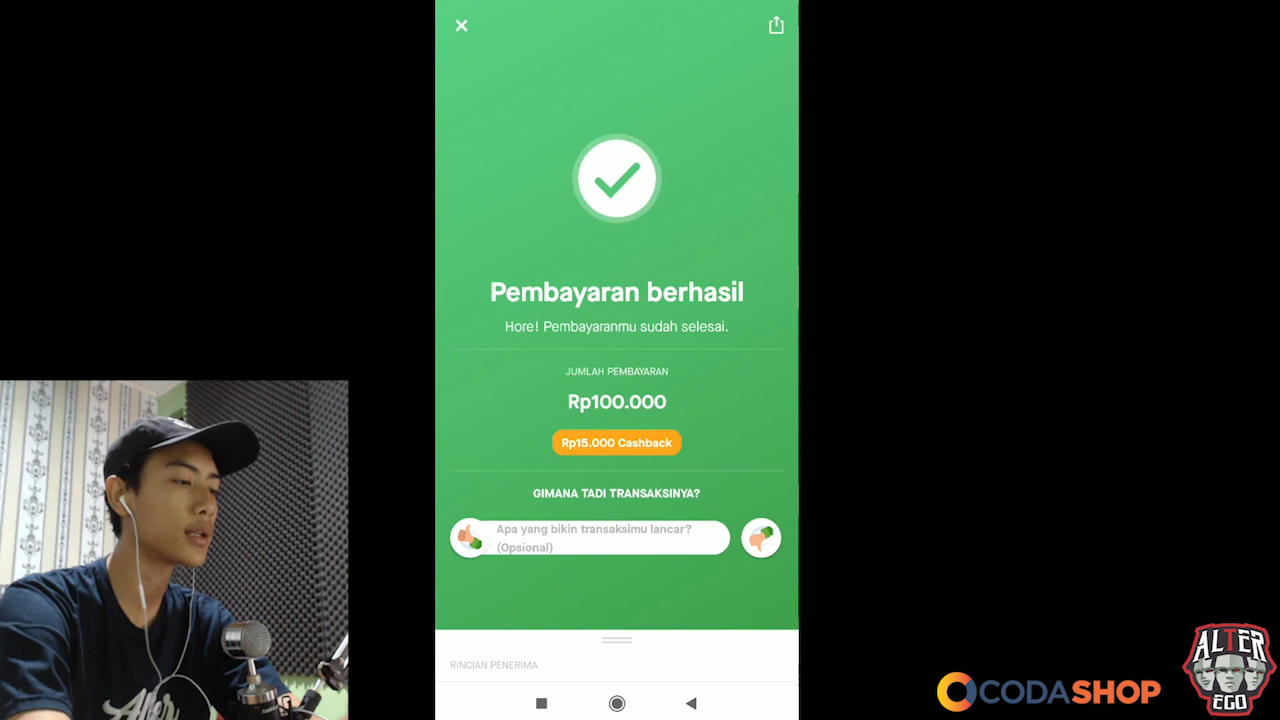 Pembayaran berhasil
Hore! Pembayaranmu sudah selesai.
JUMLAH PEMBAYARAN
Rp100.000
Rp15.000 Cashback
GIMANA TADI TRANSAKSINYA?
Apa yang bikin transaksimu lancar?
(Opsional)
RINCIAN PENERIMA
CODASHOP
ALTER
EGO
Alter